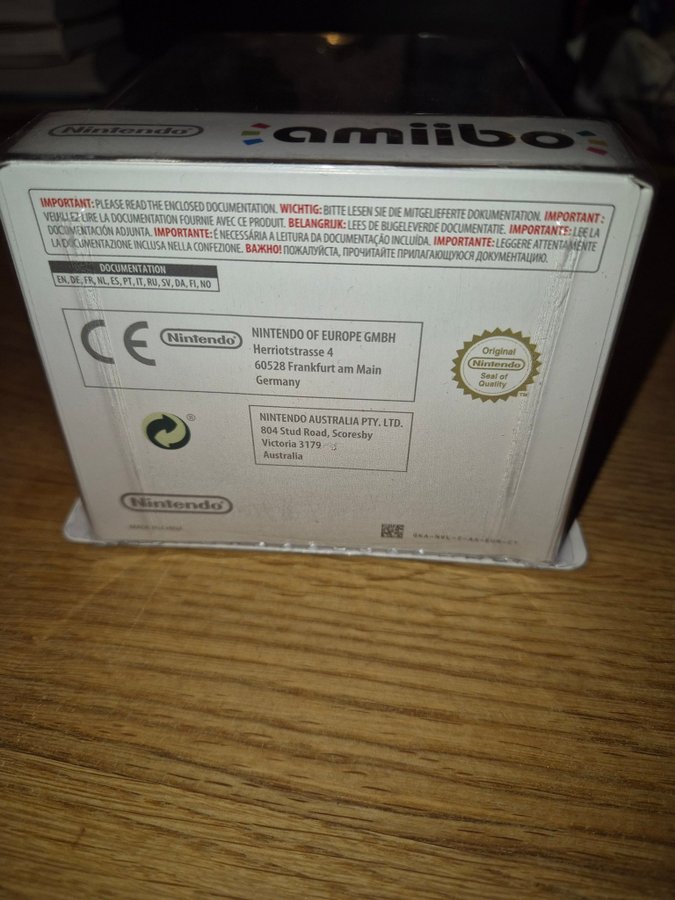 Nintendo amiibo
IMPORTANT: PLEASE READ THE ENCLOSED DOCUMENTATION. WICHTIG: BITTE LESEN SIE DIE MITGELIEFERTE DOKUMENTATION. IMPORTANT :
VEUILLEZ LIRE LA DOCUMENTATION FOURNIE AVEC CE PRODUIT. BELANGRIJK: LEES DE BIJGELEVERDE DOCUMENTATIE. IMPORTANTE: LEE LA
DOCUMENTACIÓN ADJUNTA. IMPORTANTE: É NECESSÁRIA A LEITURA DA DOCUMENTAÇÃO INCLUÍDA. IMPORTANTE: LEGGERE ATTENTAMENTE
LA DOCUMENTAZIONE INCLUSA NELLA CONFEZIONE. ВАЖНО! ПОЖАЛУЙСТА, ПРОЧИТАЙТЕ ПРИЛАГАЮЩУЮСЯ ДОКУМЕНТАЦИЮ.
DOCUMENTATION
EN, DE, FR, NL, ES, PT, IT, RU, SV, DA, FI, NO
CE Nintendo
NINTENDO OF EUROPE GMBH
Herriotstrasse 4
60528 Frankfurt am Main
Germany
Original
Nintendo
Seal of
Quality
TM
®
NINTENDO AUSTRALIA PTY. LTD.
804 Stud Road, Scoresby
Victoria 3179
Australia
Nintendo
MADE IN